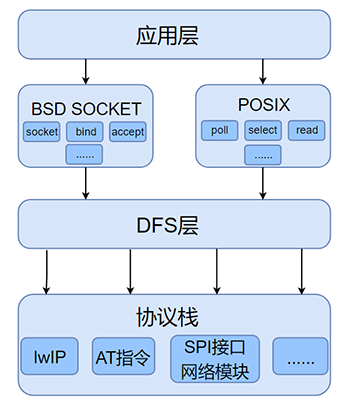 应用层
BSD SOCKET
socket bind accept
......
POSIX
poll select read
......
DFS层
协议栈
lwIP
AT指令
SPI接口
网络模块
......